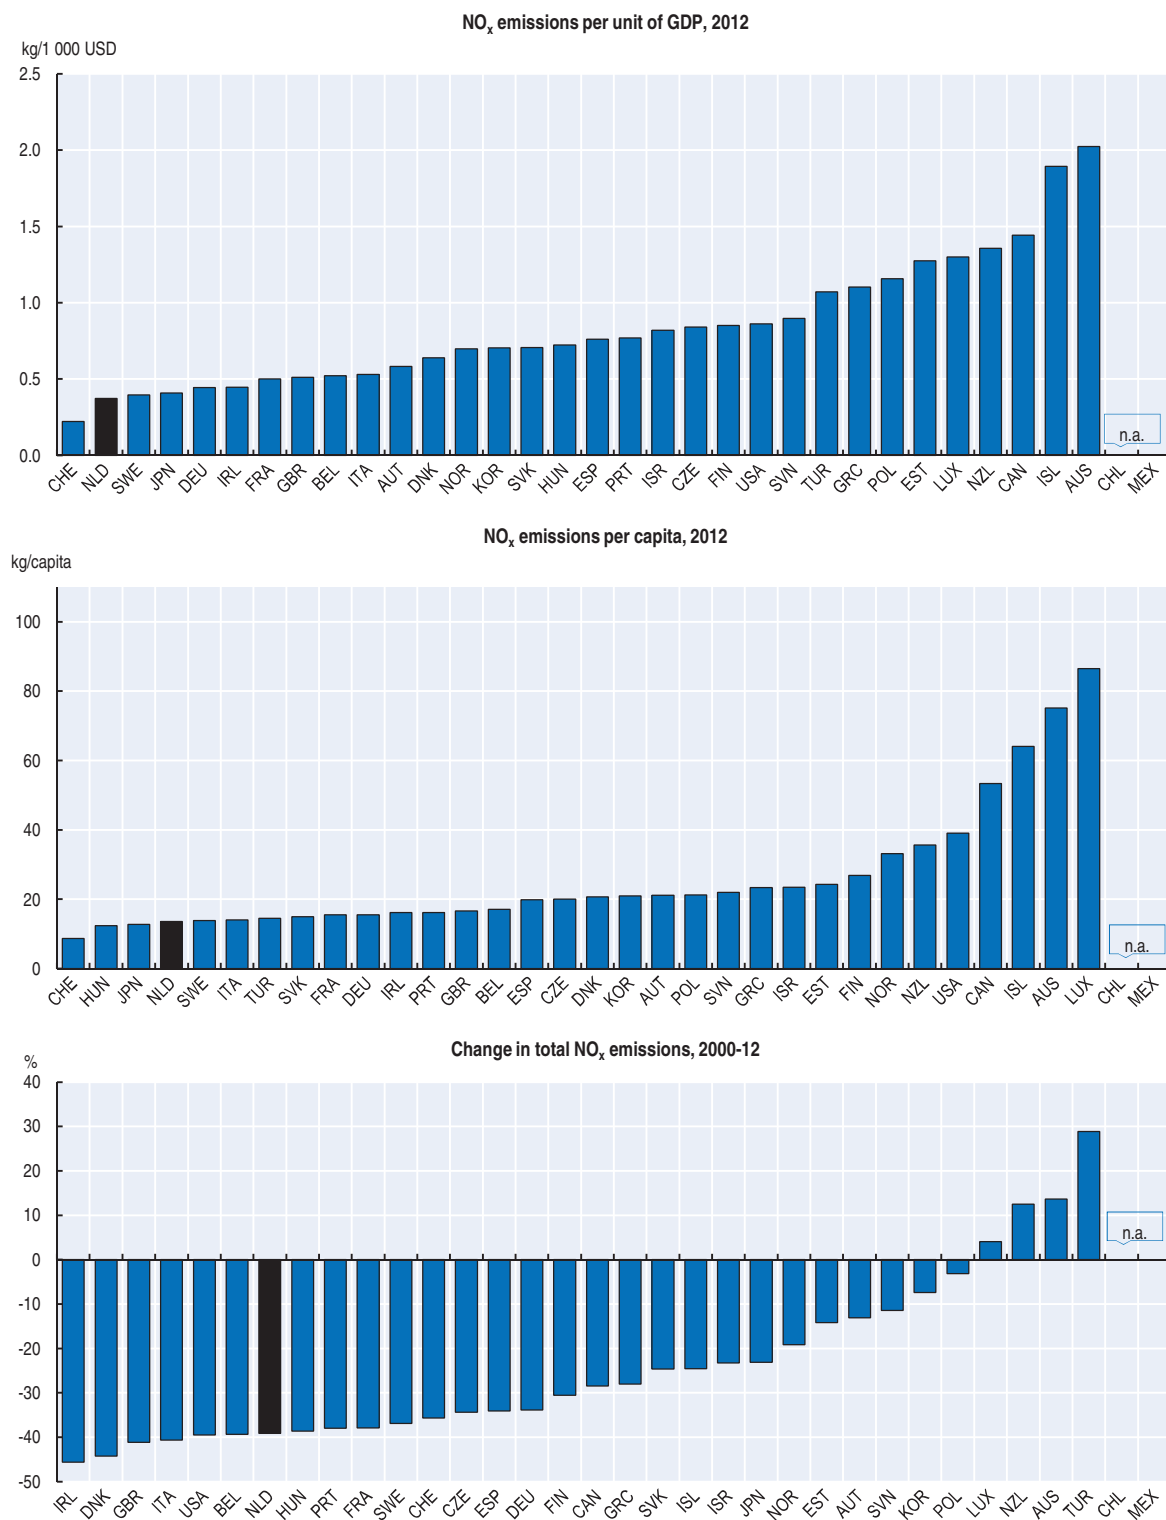 NOx emissions per unit of GDP, 2012
kg/1 000 USD
2.5
2.0
1.5
1.0
0.5
0.0
n.a.
CHE NLD SWE JPN DEU IRL FRA GBR BEL ITA AUT DNK NOR KOR SVK HUN ESP PRT ISR CZE FIN USA SVN TUR GRC POL EST LUX NZL CAN ISL AUS CHL MEX
NOx emissions per capita, 2012
kg/capita
100
80
60
40
20
0
n.a.
CHE HUN JPN NLD SWE ITA TUR SVK FRA DEU IRL PRT GBR BEL ESP CZE DNK KOR AUT POL SVN GRC ISR EST FIN NOR NZL USA CAN ISL AUS LUX CHL MEX
Change in total NOx emissions, 2000-12
%
40
30
20
10
0
-10
-20
-30
-40
-50
n.a.
IRL DNK GBR ITA USA BEL NLD HUN PRT FRA SWE CHE CZE ESP DEU FIN CAN GRC SVK ISL ISR JPN NOR EST AUT SVN KOR POL LUX NZL AUS TUR CHL MEX